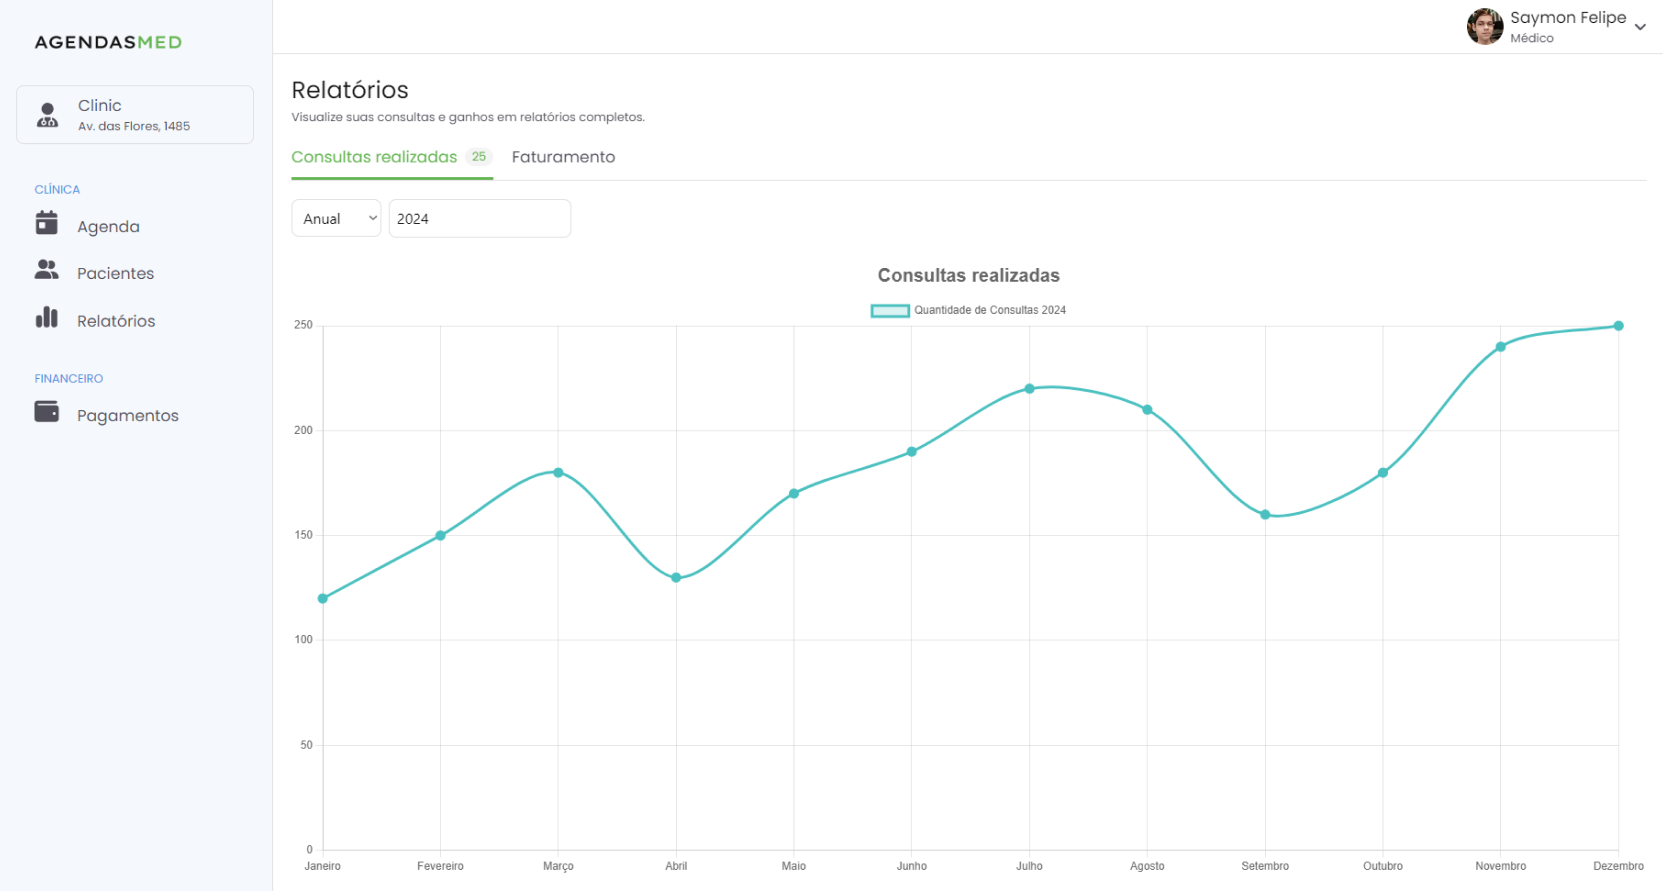 AGENDASMED
Clinic
Av. das Flores, 1485
CLÍNICA
Agenda
Pacientes
Relatórios
FINANCEIRO
Pagamentos
Saymon Felipe
Médico
Relatórios
Visualize suas consultas e ganhos em relatórios completos.
Consultas realizadas 25 Faturamento
Anual 2024
Consultas realizadas
Quantidade de Consultas 2024
250
200
150
100
50
0
Janeiro Fevereiro Março Abril Maio Junho Julho Agosto Setembro Outubro Novembro Dezembro